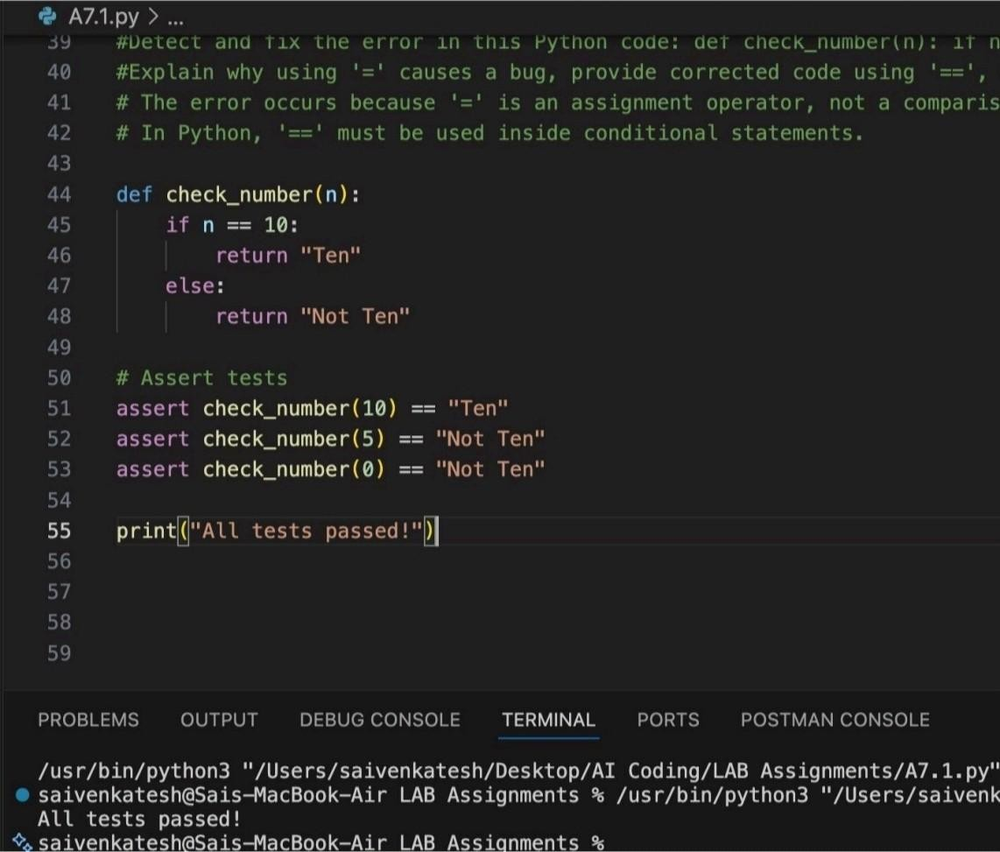 A7.1.py > ...
39 #Detect and fix the error in this Python code: def check_number(n): if n
40 #Explain why using '=' causes a bug, provide corrected code using '==',
41 # The error occurs because '=' is an assignment operator, not a comparis
42 # In Python, '==' must be used inside conditional statements.
43
44 def check_number(n):
45     if n == 10:
46         return "Ten"
47     else:
48         return "Not Ten"
49
50 # Assert tests
51 assert check_number(10) == "Ten"
52 assert check_number(5) == "Not Ten"
53 assert check_number(0) == "Not Ten"
54
55 print("All tests passed!")
56
57
58
59
PROBLEMS OUTPUT DEBUG CONSOLE TERMINAL PORTS POSTMAN CONSOLE
/usr/bin/python3 "/Users/saivenkatesh/Desktop/AI Coding/LAB Assignments/A7.1.py"
saivenkatesh@Sais-MacBook-Air LAB Assignments % /usr/bin/python3 "/Users/saivenk
All tests passed!
saivenkatesh@Sais-MacBook-Air LAB Assignments %